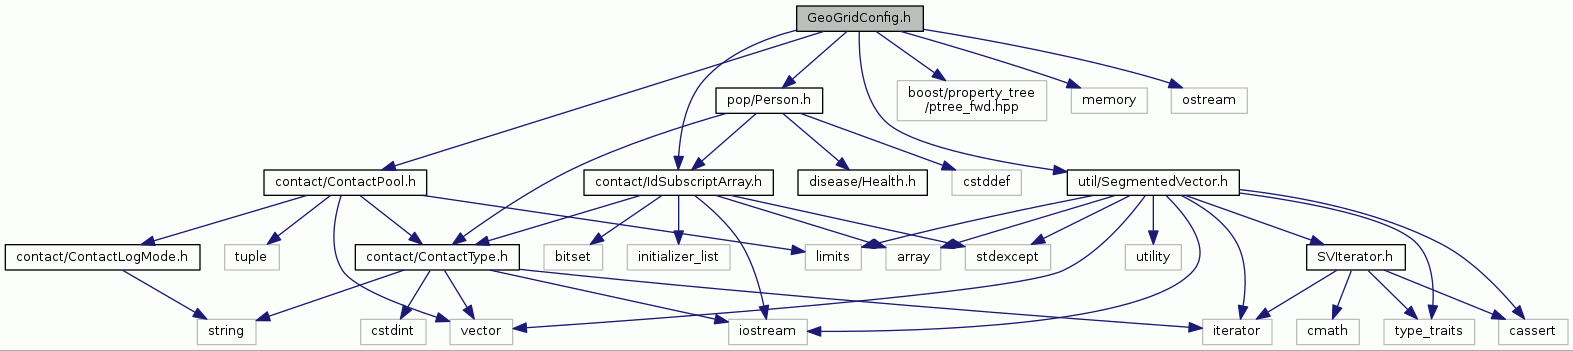 GeoGridConfig.h
pop/Person.h
boost/property_tree
/ptree_fwd.hpp
memory
ostream
contact/ContactPool.h
contact/IdSubscriptArray.h
disease/Health.h
cstddef
util/SegmentedVector.h
contact/ContactLogMode.h
tuple
contact/ContactType.h
bitset
initializer_list
limits
array
stdexcept
utility
SVIterator.h
string
cstdint
vector
iostream
iterator
cmath
type_traits
cassert